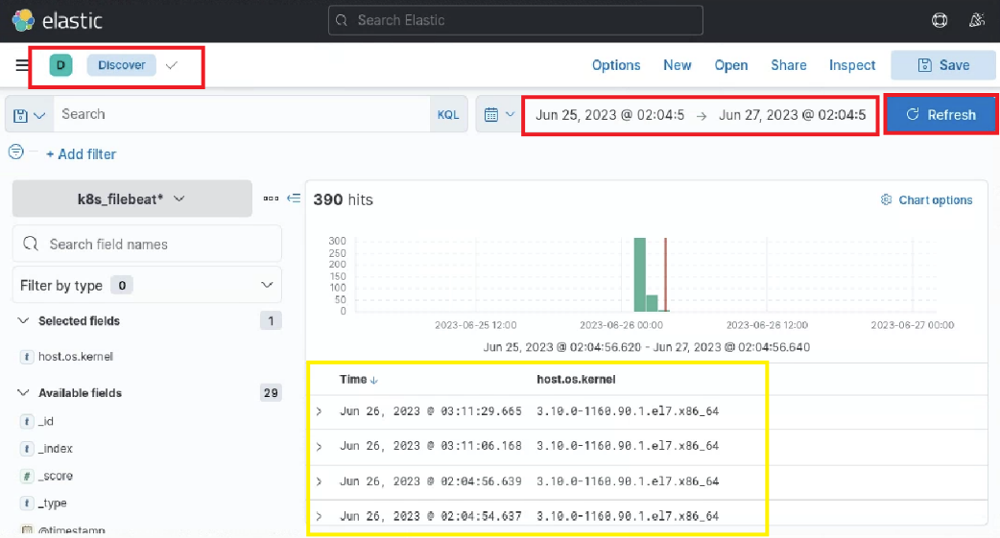 elastic
Search Elastic
D Discover
Options New Open Share Inspect Save
Search KQL
Jun 25, 2023 @ 02:04:5 → Jun 27, 2023 @ 02:04:5
Refresh
+ Add filter
k8s_filebeat*
390 hits
Chart options
Search field names
Filter by type 0
Selected fields 1
t host.os.kernel
Available fields 29
t _id
t _index
# _score
t _type
@timestamp
300
250
200
150
100
50
0
2023-06-25 12:00 2023-06-26 00:00 2023-06-26 12:00 2023-06-27 00:00
Jun 25, 2023 @ 02:04:56.620 - Jun 27, 2023 @ 02:04:56.640
Time ↓ host.os.kernel
> Jun 26, 2023 @ 03:11:29.665 3.10.0-1160.90.1.el7.x86_64
> Jun 26, 2023 @ 03:11:06.168 3.10.0-1160.90.1.el7.x86_64
> Jun 26, 2023 @ 02:04:56.639 3.10.0-1160.90.1.el7.x86_64
> Jun 26, 2023 @ 02:04:54.637 3.10.0-1160.90.1.el7.x86_64